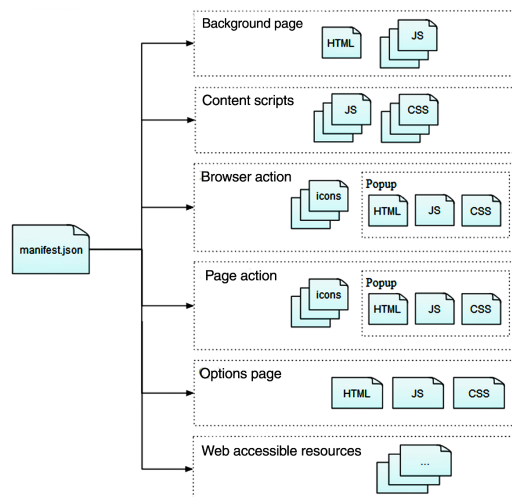 Background page
HTML
JS
Content scripts
JS
CSS
Browser action
icons
Popup
HTML
JS
CSS
manifest.json
Page action
icons
Popup
HTML
JS
CSS
Options page
HTML
JS
CSS
Web accessible resources
...